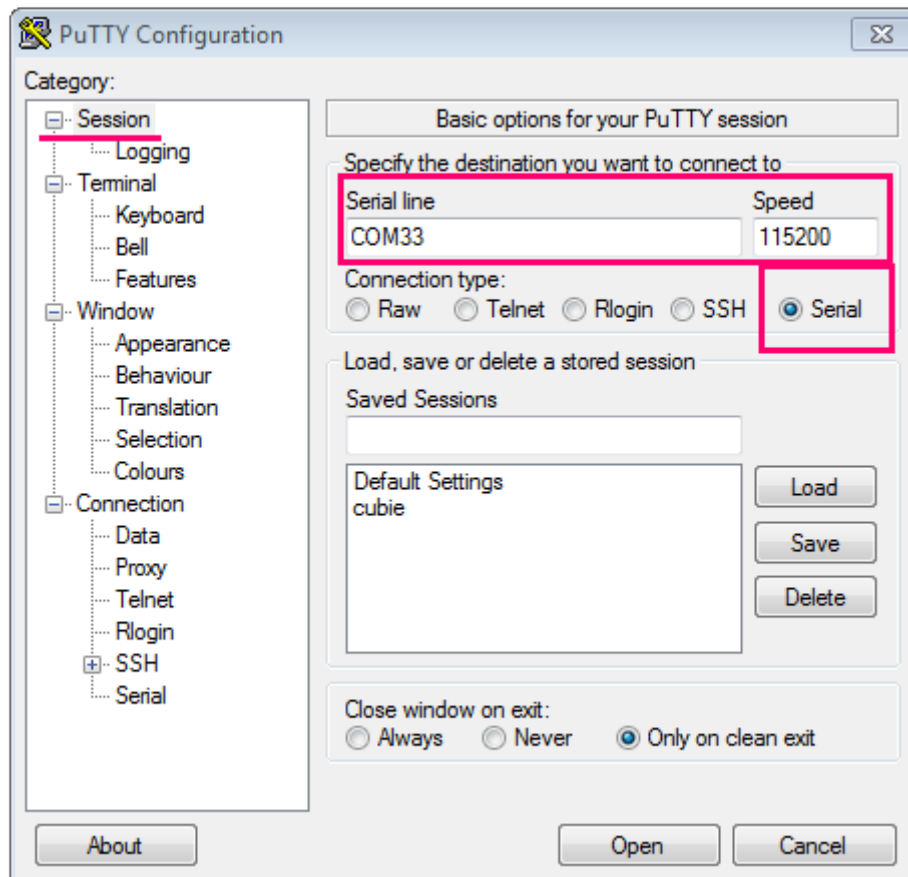 PuTTY Configuration
Category:
Session
Logging
Terminal
Keyboard
Bell
Features
Window
Appearance
Behaviour
Translation
Selection
Colours
Connection
Data
Proxy
Telnet
Rlogin
SSH
Serial
Basic options for your PuTTY session
Specify the destination you want to connect to
Serial line Speed
COM33 115200
Connection type:
Raw Telnet Rlogin SSH Serial
Load, save or delete a stored session
Saved Sessions
Default Settings
cubie
Load
Save
Delete
Close window on exit:
Always Never Only on clean exit
About Open Cancel